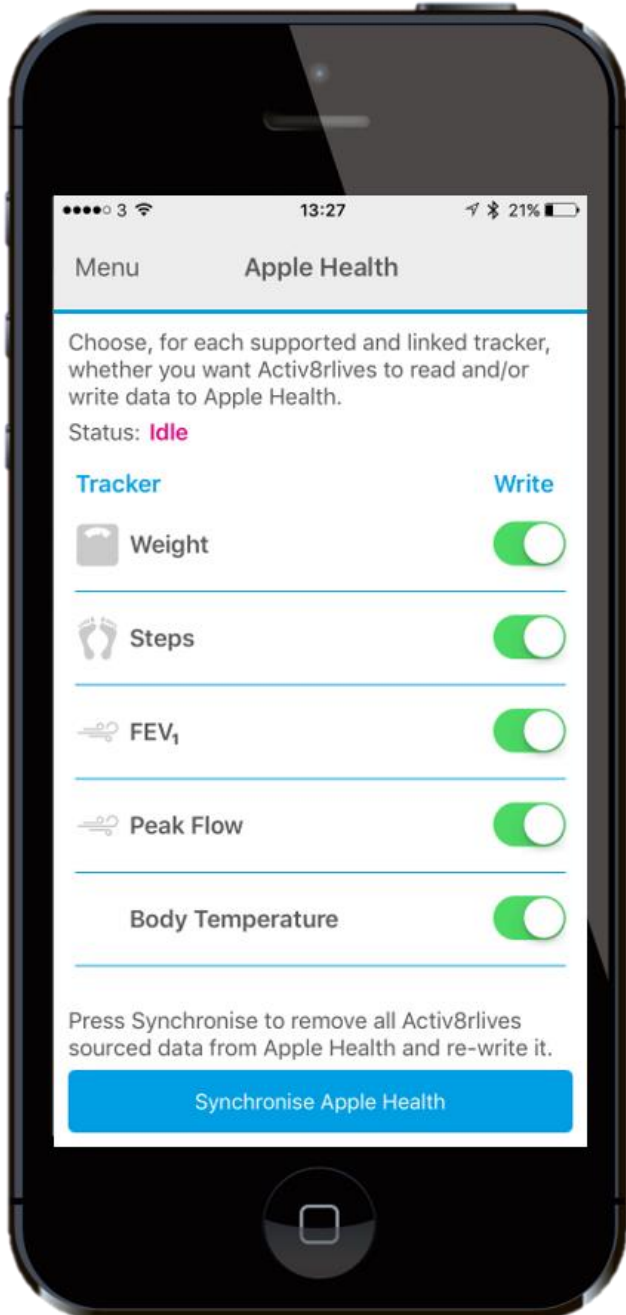 3 13:27 21%
Menu Apple Health
Choose, for each supported and linked tracker,
whether you want Activ8rlives to read and/or
write data to Apple Health.
Status: Idle
Tracker Write
Weight
Steps
FEV₁
Peak Flow
Body Temperature
Press Synchronise to remove all Activ8rlives
sourced data from Apple Health and re-write it.
Synchronise Apple Health